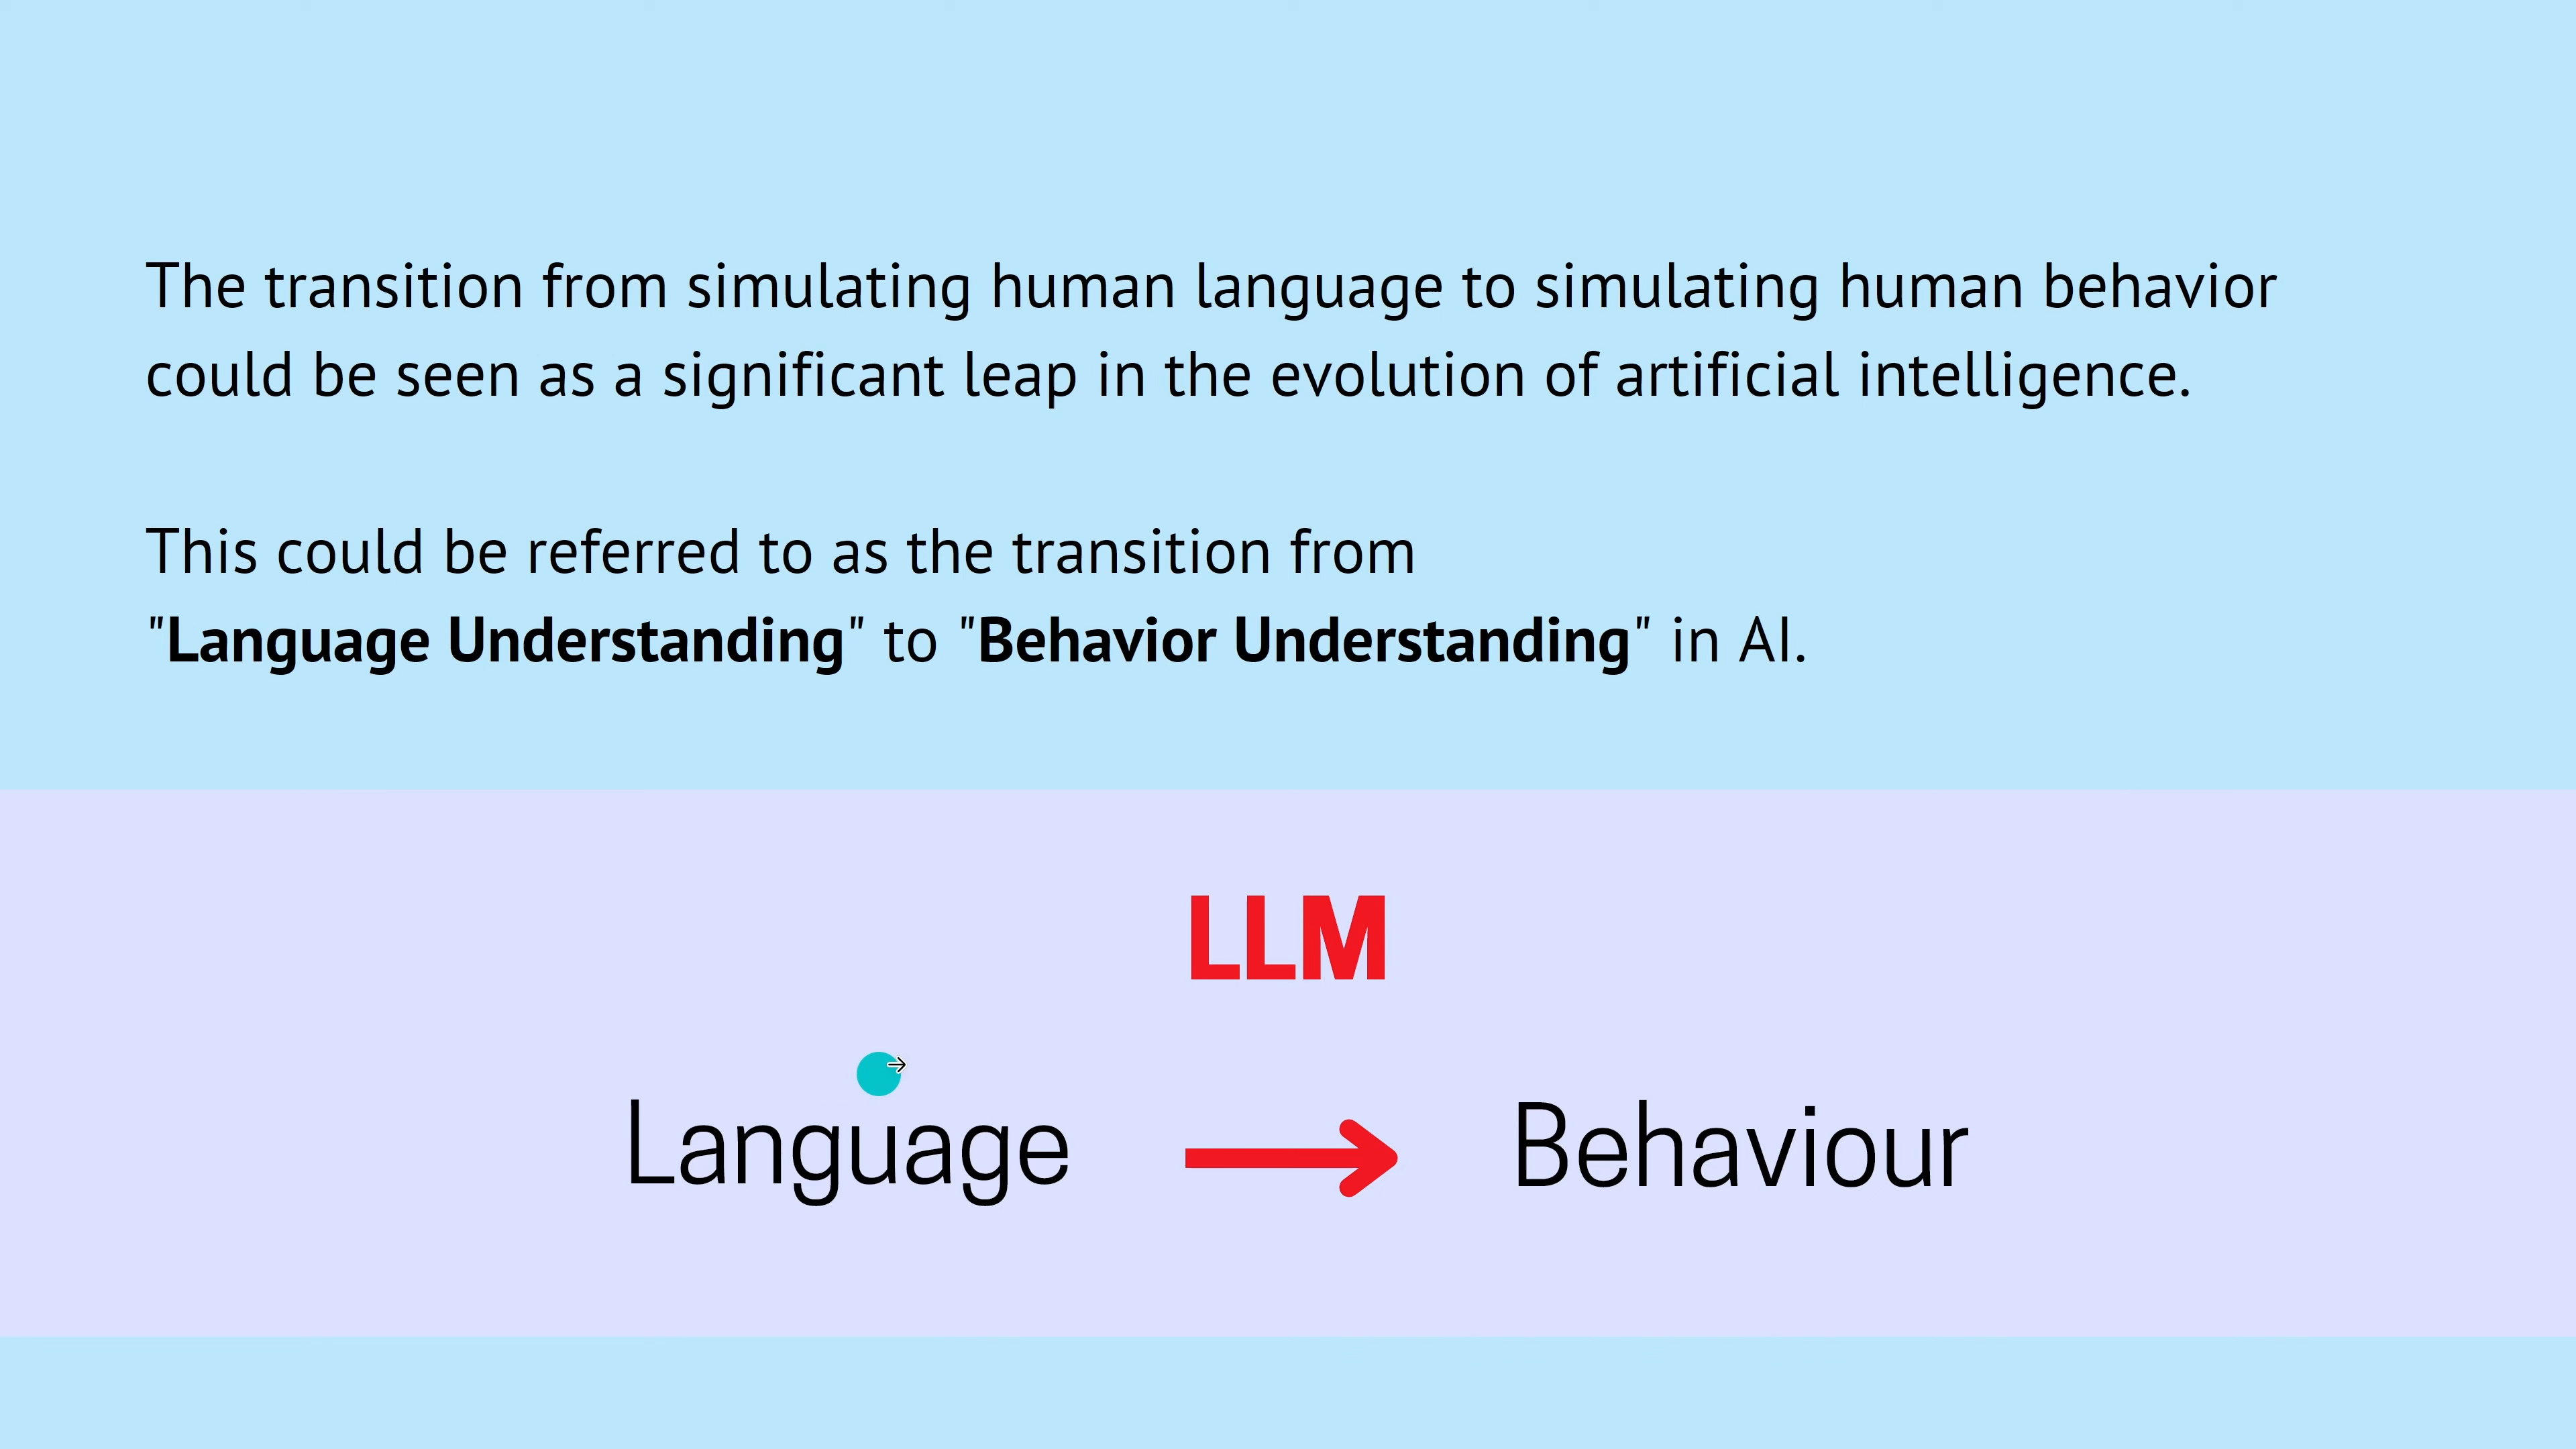 The transition from simulating human language to simulating human behavior
could be seen as a significant leap in the evolution of artificial intelligence.
This could be referred to as the transition from
"Language Understanding" to "Behavior Understanding" in AI.
LLM
Language → Behaviour